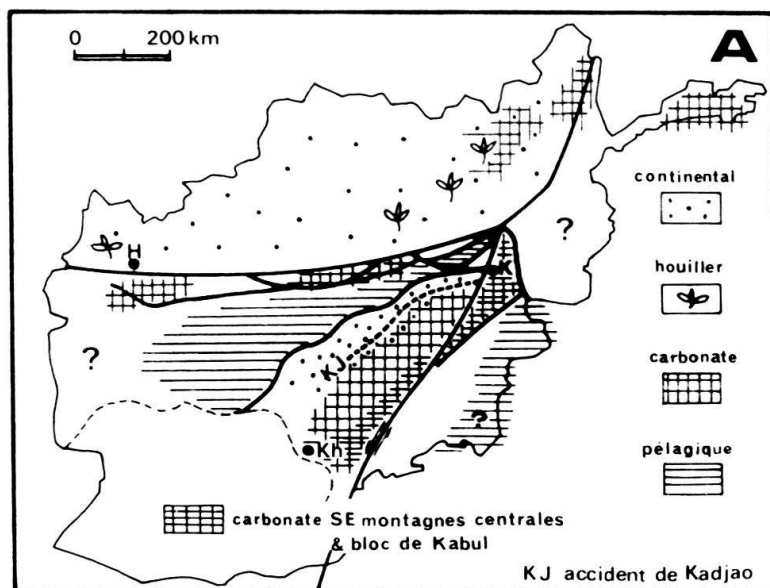 0 200 km
A
continental
houiller
H
?
K
carbonate
?
KJ
pélagique
?
Kh
carbonate SE montagnes centrales
& bloc de Kabul
KJ accident de Kadjao